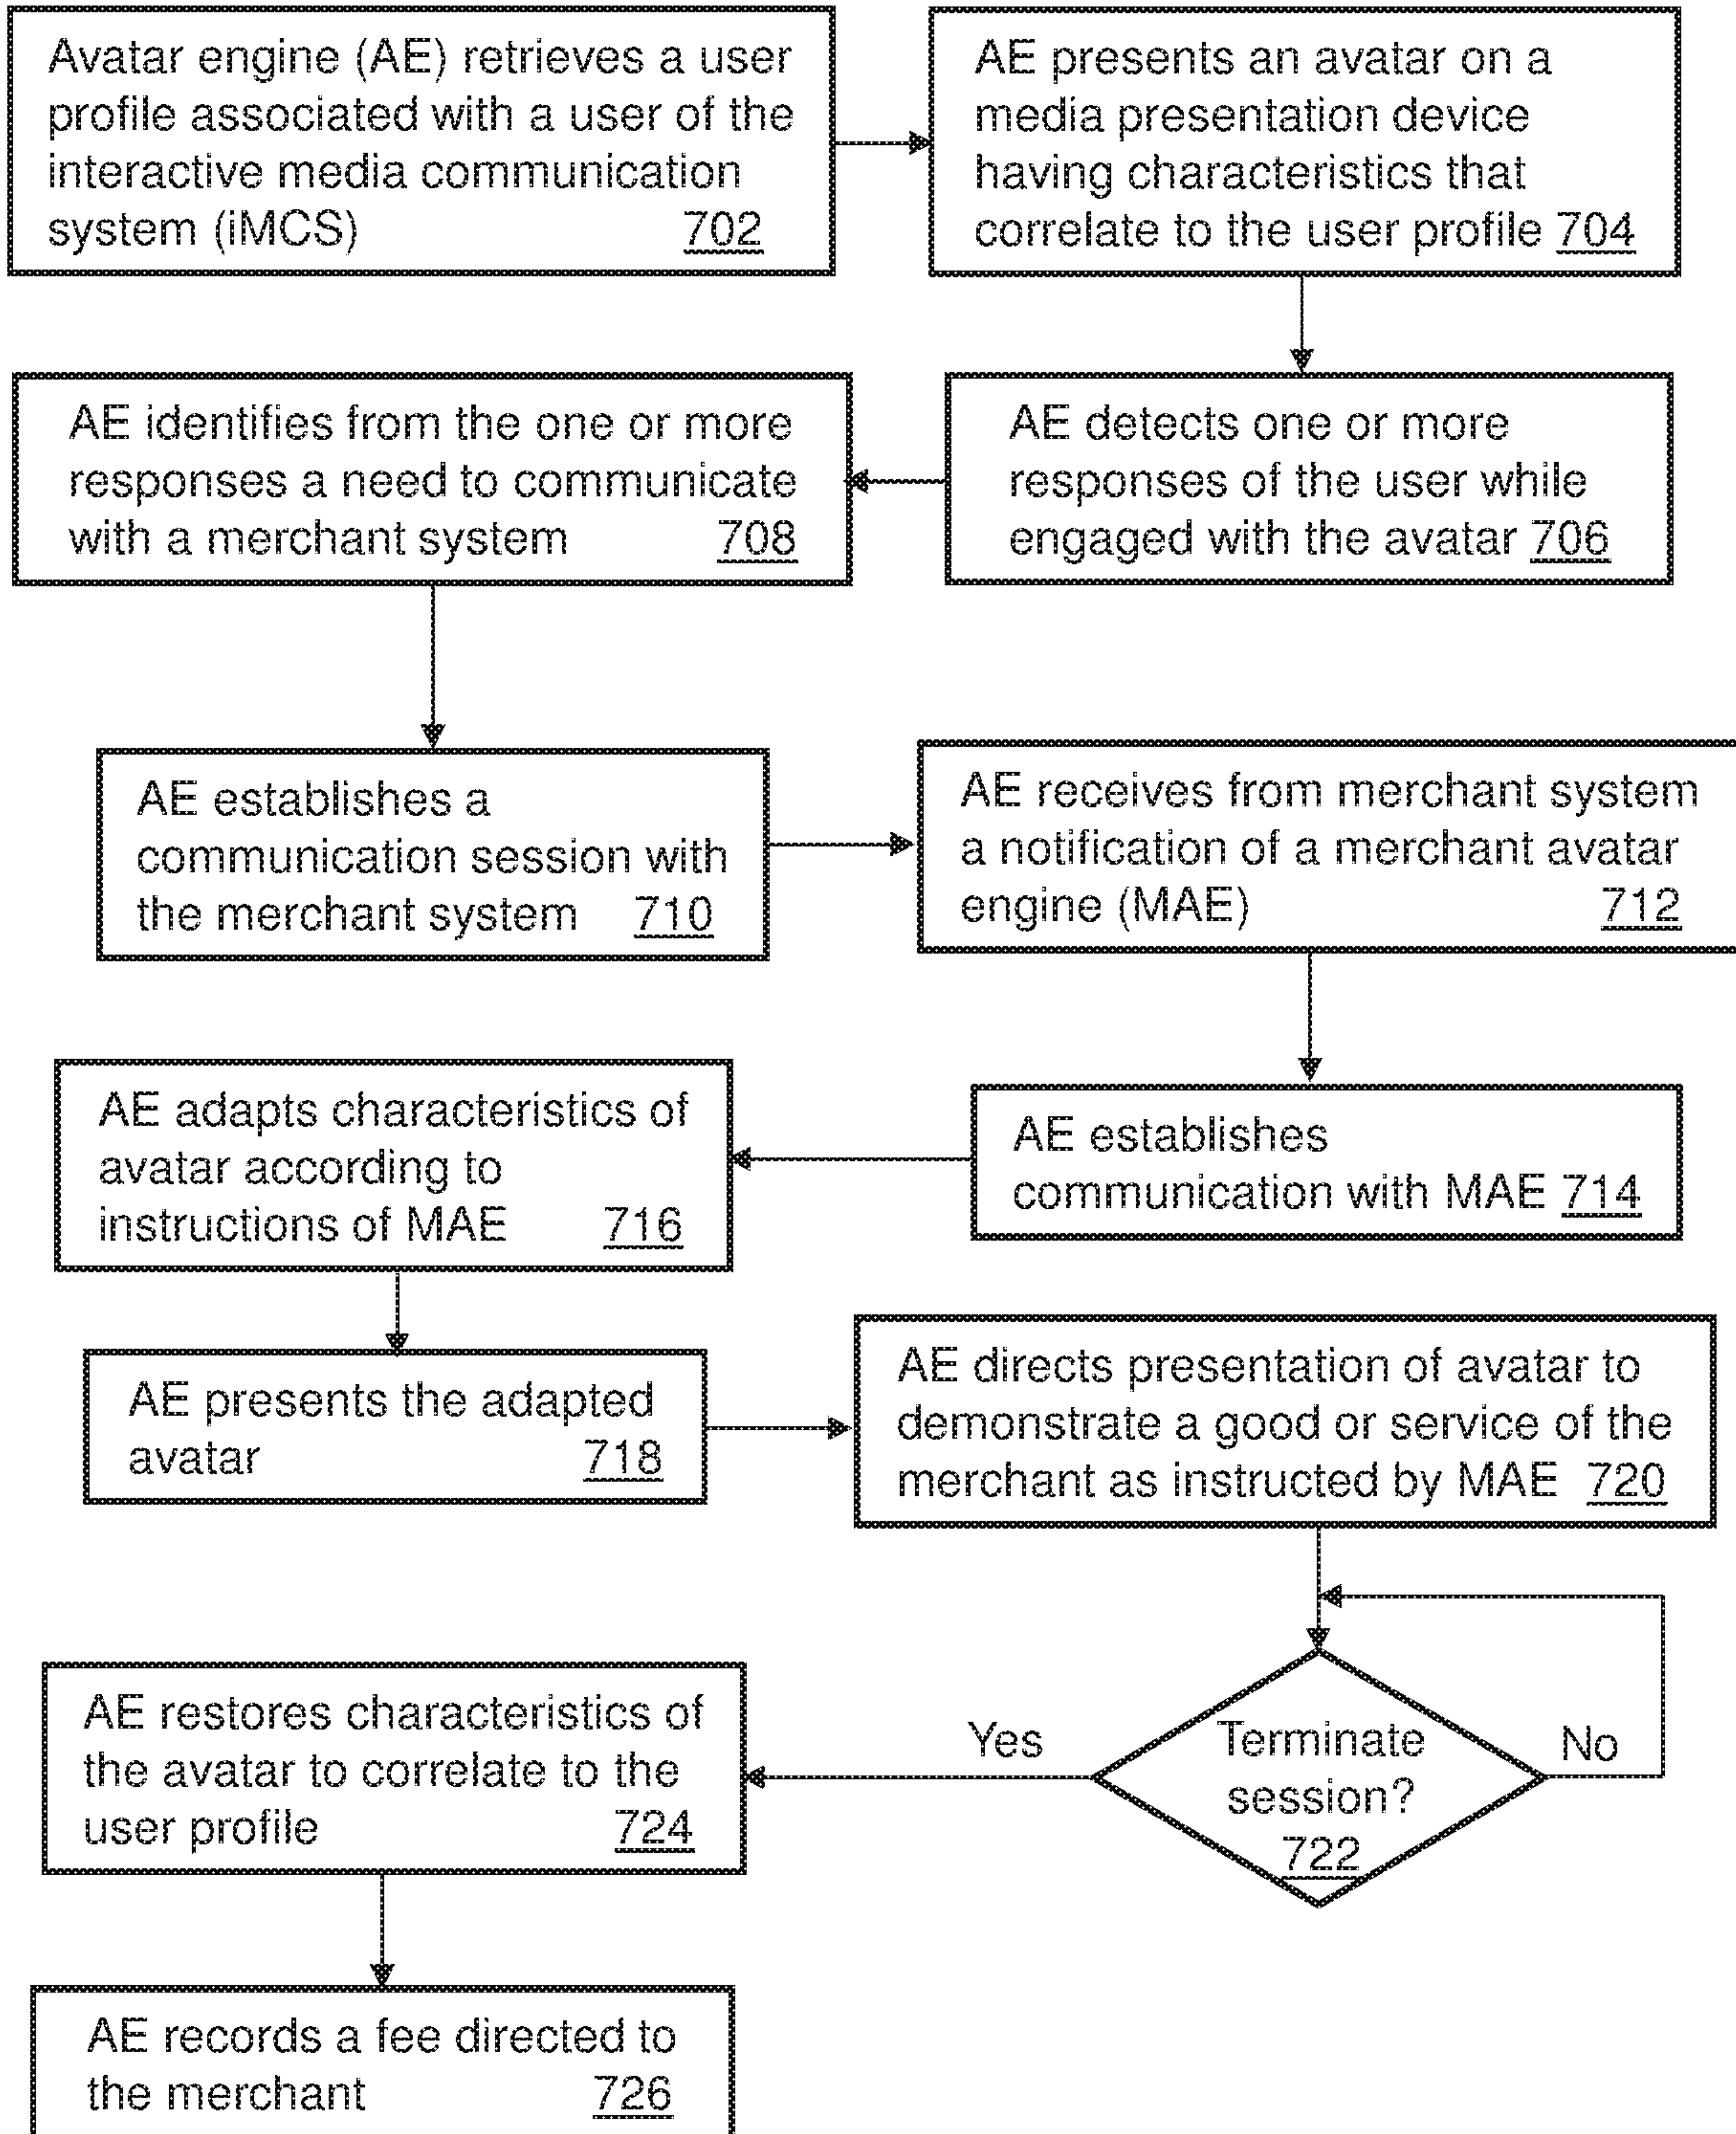 Avatar engine (AE) retrieves a user
profile associated with a user of the
interactive media communication
system (iMCS) 702
AE presents an avatar on a
media presentation device
having characteristics that
correlate to the user profile 704
AE identifies from the one or more
responses a need to communicate
with a merchant system 708
AE detects one or more
responses of the user while
engaged with the avatar 706
AE establishes a
communication session with
the merchant system 710
AE receives from merchant system
a notification of a merchant avatar
engine (MAE) 712
AE adapts characteristics of
avatar according to
instructions of MAE 716
AE establishes
communication with MAE 714
AE presents the adapted
avatar 718
AE directs presentation of avatar to
demonstrate a good or service of the
merchant as instructed by MAE 720
AE restores characteristics of
the avatar to correlate to the
user profile 724
Yes
Terminate
session?
722
No
AE records a fee directed to
the merchant 726